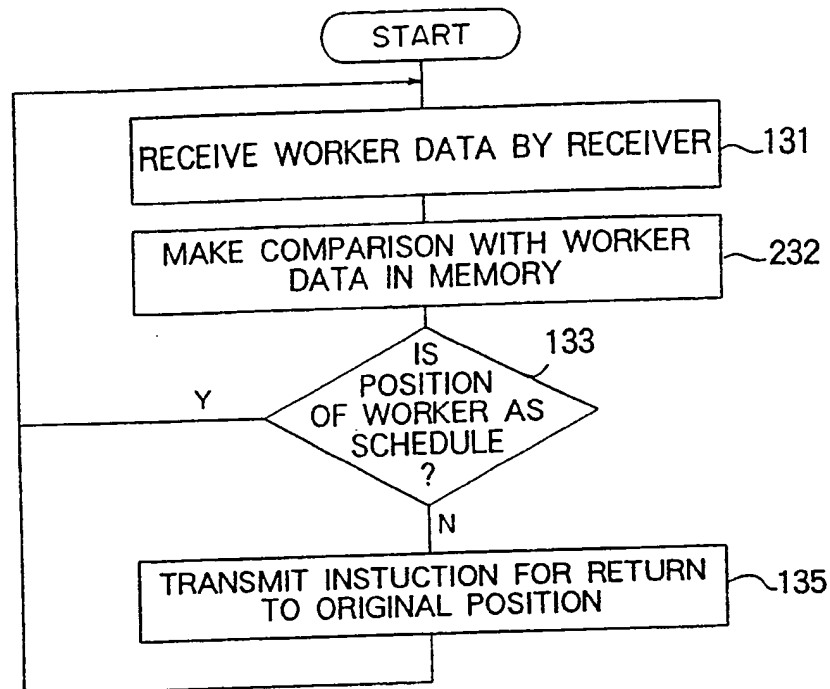 START
RECEIVE WORKER DATA BY RECEIVER
131
MAKE COMPARISON WITH WORKER
DATA IN MEMORY
232
133
IS
POSITION
OF WORKER AS
SCHEDULE
?
Y
N
TRANSMIT INSTUCTION FOR RETURN
TO ORIGINAL POSITION
135